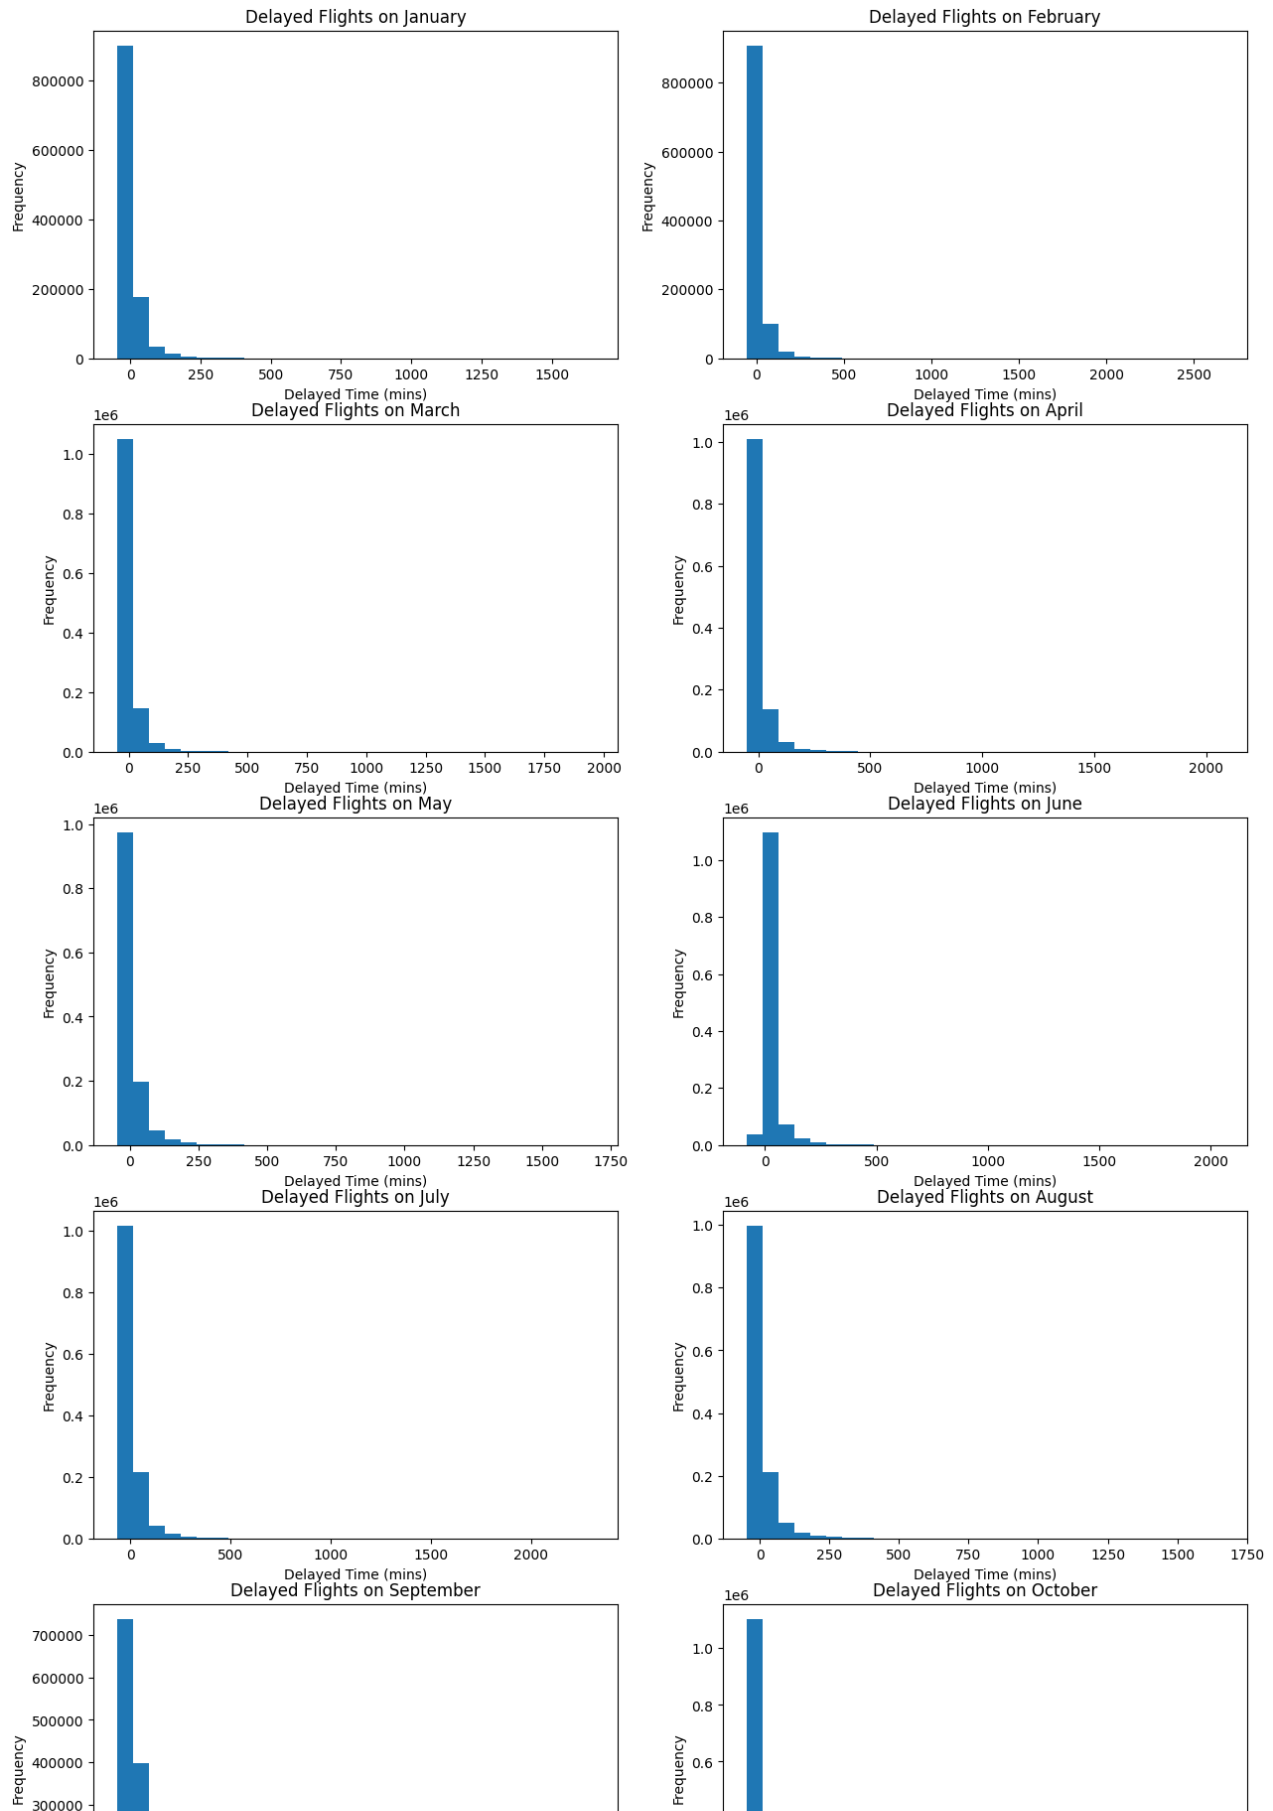 Delayed Flights on January
Frequency
800000
600000
400000
200000
0
0 250 500 750 1000 1250 1500
Delayed Time (mins)
Delayed Flights on February
Frequency
800000
600000
400000
200000
0
0 500 1000 1500 2000 2500
Delayed Time (mins)
Delayed Flights on March
1e6
Frequency
1.0
0.8
0.6
0.4
0.2
0.0
0 250 500 750 1000 1250 1500 1750 2000
Delayed Time (mins)
Delayed Flights on April
1e6
Frequency
1.0
0.8
0.6
0.4
0.2
0.0
0 500 1000 1500 2000
Delayed Time (mins)
Delayed Flights on May
1e6
Frequency
1.0
0.8
0.6
0.4
0.2
0.0
0 250 500 750 1000 1250 1500 1750
Delayed Time (mins)
Delayed Flights on June
1e6
Frequency
1.0
0.8
0.6
0.4
0.2
0.0
0 500 1000 1500 2000
Delayed Time (mins)
Delayed Flights on July
1e6
Frequency
1.0
0.8
0.6
0.4
0.2
0.0
0 500 1000 1500 2000
Delayed Time (mins)
Delayed Flights on August
1e6
Frequency
1.0
0.8
0.6
0.4
0.2
0.0
0 250 500 750 1000 1250 1500 1750
Delayed Time (mins)
Delayed Flights on September
Frequency
700000
600000
500000
400000
300000
Delayed Flights on October
1e6
Frequency
1.0
0.8
0.6